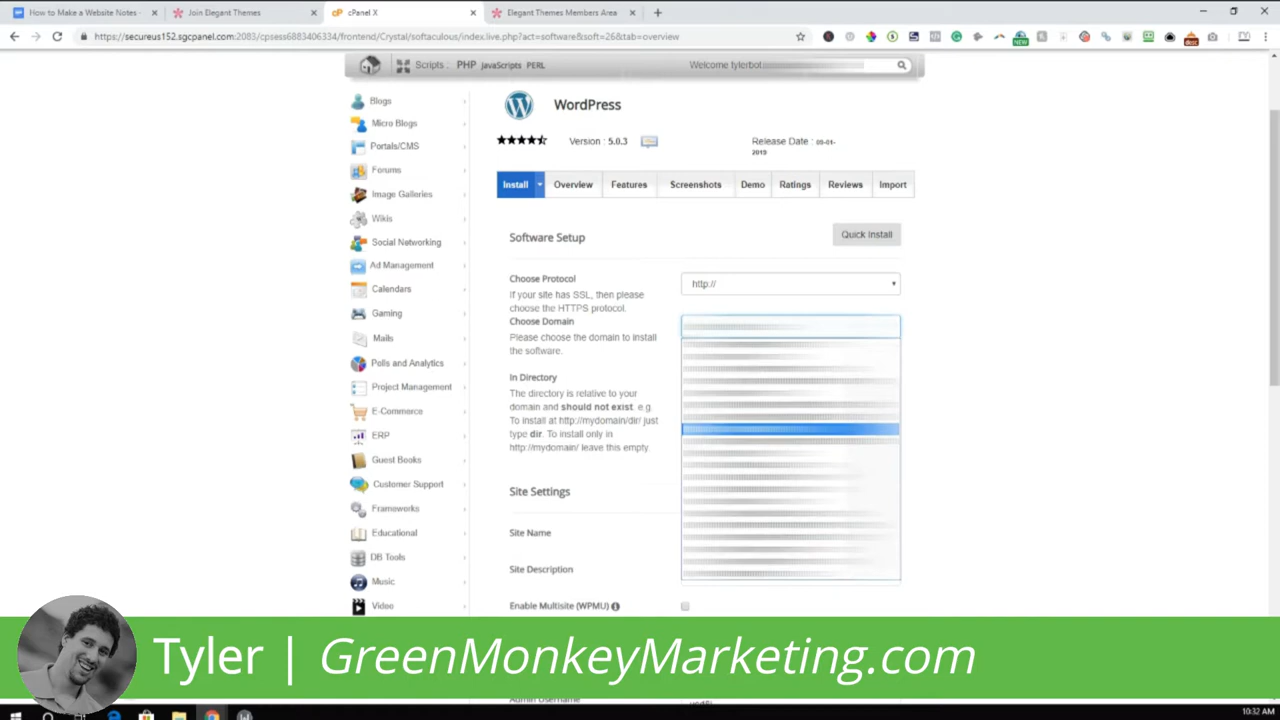 How to Make a Website Notes -
Join Elegant Themes
cPanel X
Elegant Themes Members Area
https://secureus152.sgcpanel.com:2083/cpsess6883406334/frontend/Crystal/softaculous/index.live.php?act=software&soft=26&tab=overview
Scripts :
PHP JavaScripts PERL
Welcome tylerbol
Blogs
Micro Blogs
Portals/CMS
Forums
Image Galleries
Wikis
Social Networking
Ad Management
Calendars
Gaming
Mails
Polls and Analytics
Project Management
E-Commerce
ERP
Guest Books
Customer Support
Frameworks
Educational
DB Tools
Music
Video
WordPress
Version : 5.0.3
Release Date : 09-01-
2019
Install
Overview
Features
Screenshots
Demo
Ratings
Reviews
Import
Software Setup
Quick Install
Choose Protocol
If your site has SSL, then please
choose the HTTPS protocol.
http://
Choose Domain
Please choose the domain to install
the software.
In Directory
The directory is relative to your
domain and should not exist. e.g.
To install at http://mydomain/dir/ just
type dir. To install only in
http://mydomain/ leave this empty.
Site Settings
Site Name
Site Description
Enable Multisite (WPMU)
Tyler | GreenMonkeyMarketing.com
Admin Username
10:32 AM